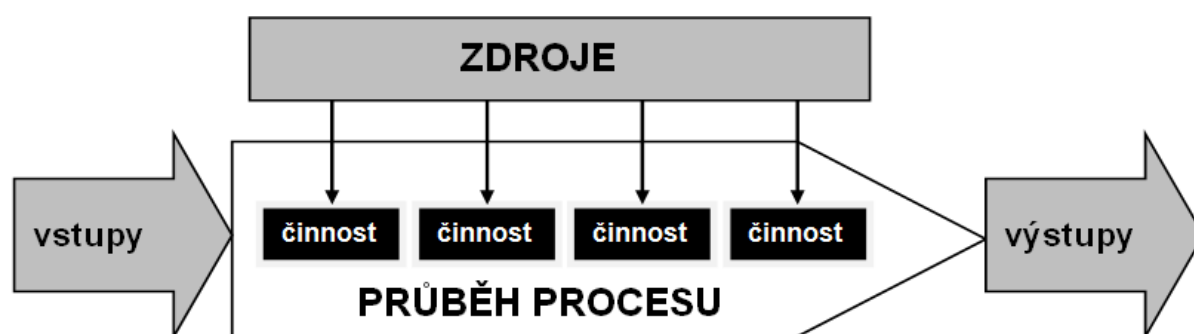 ZDROJE
vstupy
činnost
činnost
činnost
činnost
výstupy
PRŮBĚH PROCESU